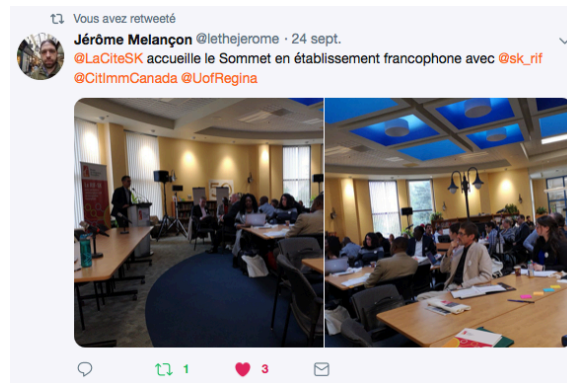 Vous avez retweeté
Jérôme Melançon @lethejerome · 24 sept.
@LaCiteSK accueille le Sommet en établissement francophone avec @sk_rif
@CitImmCanada @UofRegina
1
3